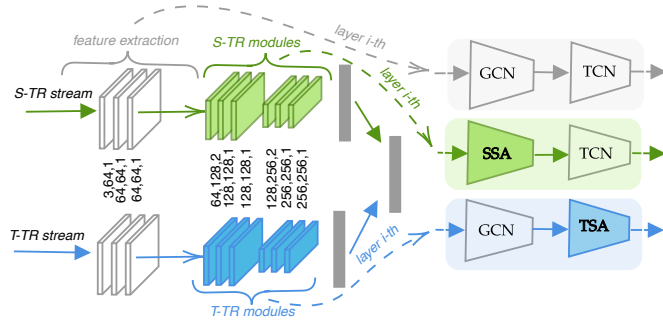 feature extraction
S-TR modules
layer i-th
GCN
TCN
S-TR stream
layer i-th
SSA
TCN
3,64,1
64,64,1
64,64,1
64,128,2
128,128,1
128,128,1
128,256,2
256,256,1
256,256,1
T-TR stream
layer i-th
GCN
TSA
T-TR modules